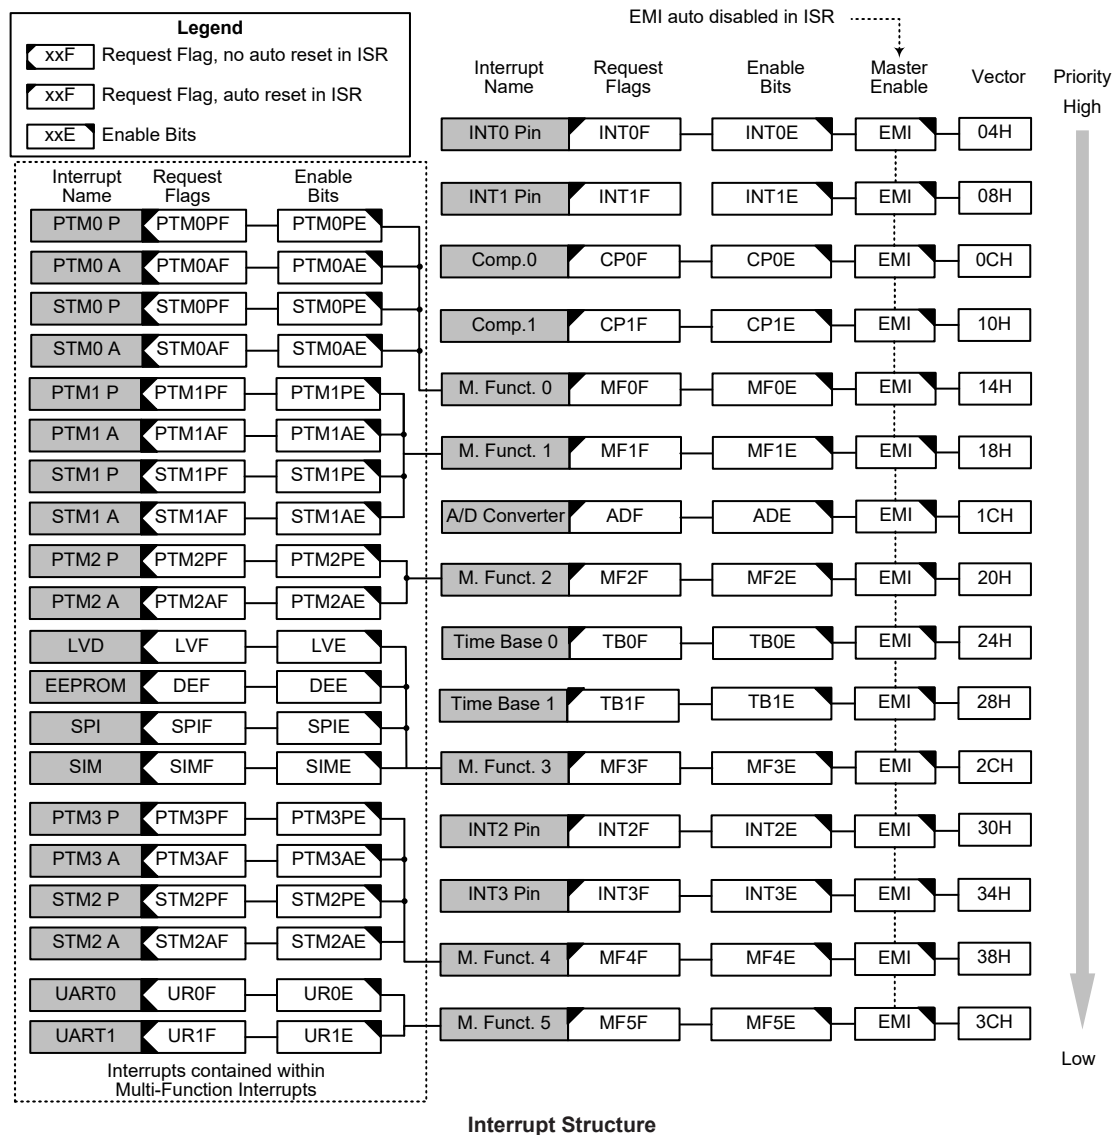 Legend
xxF Request Flag, no auto reset in ISR
xxF Request Flag, auto reset in ISR
xxE Enable Bits
EMI auto disabled in ISR
Interrupt Name Request Flags Enable Bits Master Enable Vector Priority
High
INT0 Pin INT0F INT0E EMI 04H
INT1 Pin INT1F INT1E EMI 08H
Comp.0 CP0F CP0E EMI 0CH
Comp.1 CP1F CP1E EMI 10H
M. Funct. 0 MF0F MF0E EMI 14H
M. Funct. 1 MF1F MF1E EMI 18H
A/D Converter ADF ADE EMI 1CH
M. Funct. 2 MF2F MF2E EMI 20H
Time Base 0 TB0F TB0E EMI 24H
Time Base 1 TB1F TB1E EMI 28H
M. Funct. 3 MF3F MF3E EMI 2CH
INT2 Pin INT2F INT2E EMI 30H
INT3 Pin INT3F INT3E EMI 34H
M. Funct. 4 MF4F MF4E EMI 38H
M. Funct. 5 MF5F MF5E EMI 3CH
Low
Interrupt Name Request Flags Enable Bits
PTM0 P PTM0PF PTM0PE
PTM0 A PTM0AF PTM0AE
STM0 P STM0PF STM0PE
STM0 A STM0AF STM0AE
PTM1 P PTM1PF PTM1PE
PTM1 A PTM1AF PTM1AE
STM1 P STM1PF STM1PE
STM1 A STM1AF STM1AE
PTM2 P PTM2PF PTM2PE
PTM2 A PTM2AF PTM2AE
LVD LVF LVE
EEPROM DEF DEE
SPI SPIF SPIE
SIM SIMF SIME
PTM3 P PTM3PF PTM3PE
PTM3 A PTM3AF PTM3AE
STM2 P STM2PF STM2PE
STM2 A STM2AF STM2AE
UART0 UR0F UR0E
UART1 UR1F UR1E
Interrupts contained within
Multi-Function Interrupts
Interrupt Structure